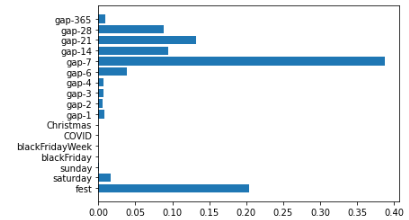 gap-365
gap-28
gap-21
gap-14
gap-7
gap-6
gap-4
gap-3
gap-2
gap-1
Christmas
COVID
blackFridayWeek
blackFriday
sunday
saturday
fest
0.00 0.05 0.10 0.15 0.20 0.25 0.30 0.35 0.40